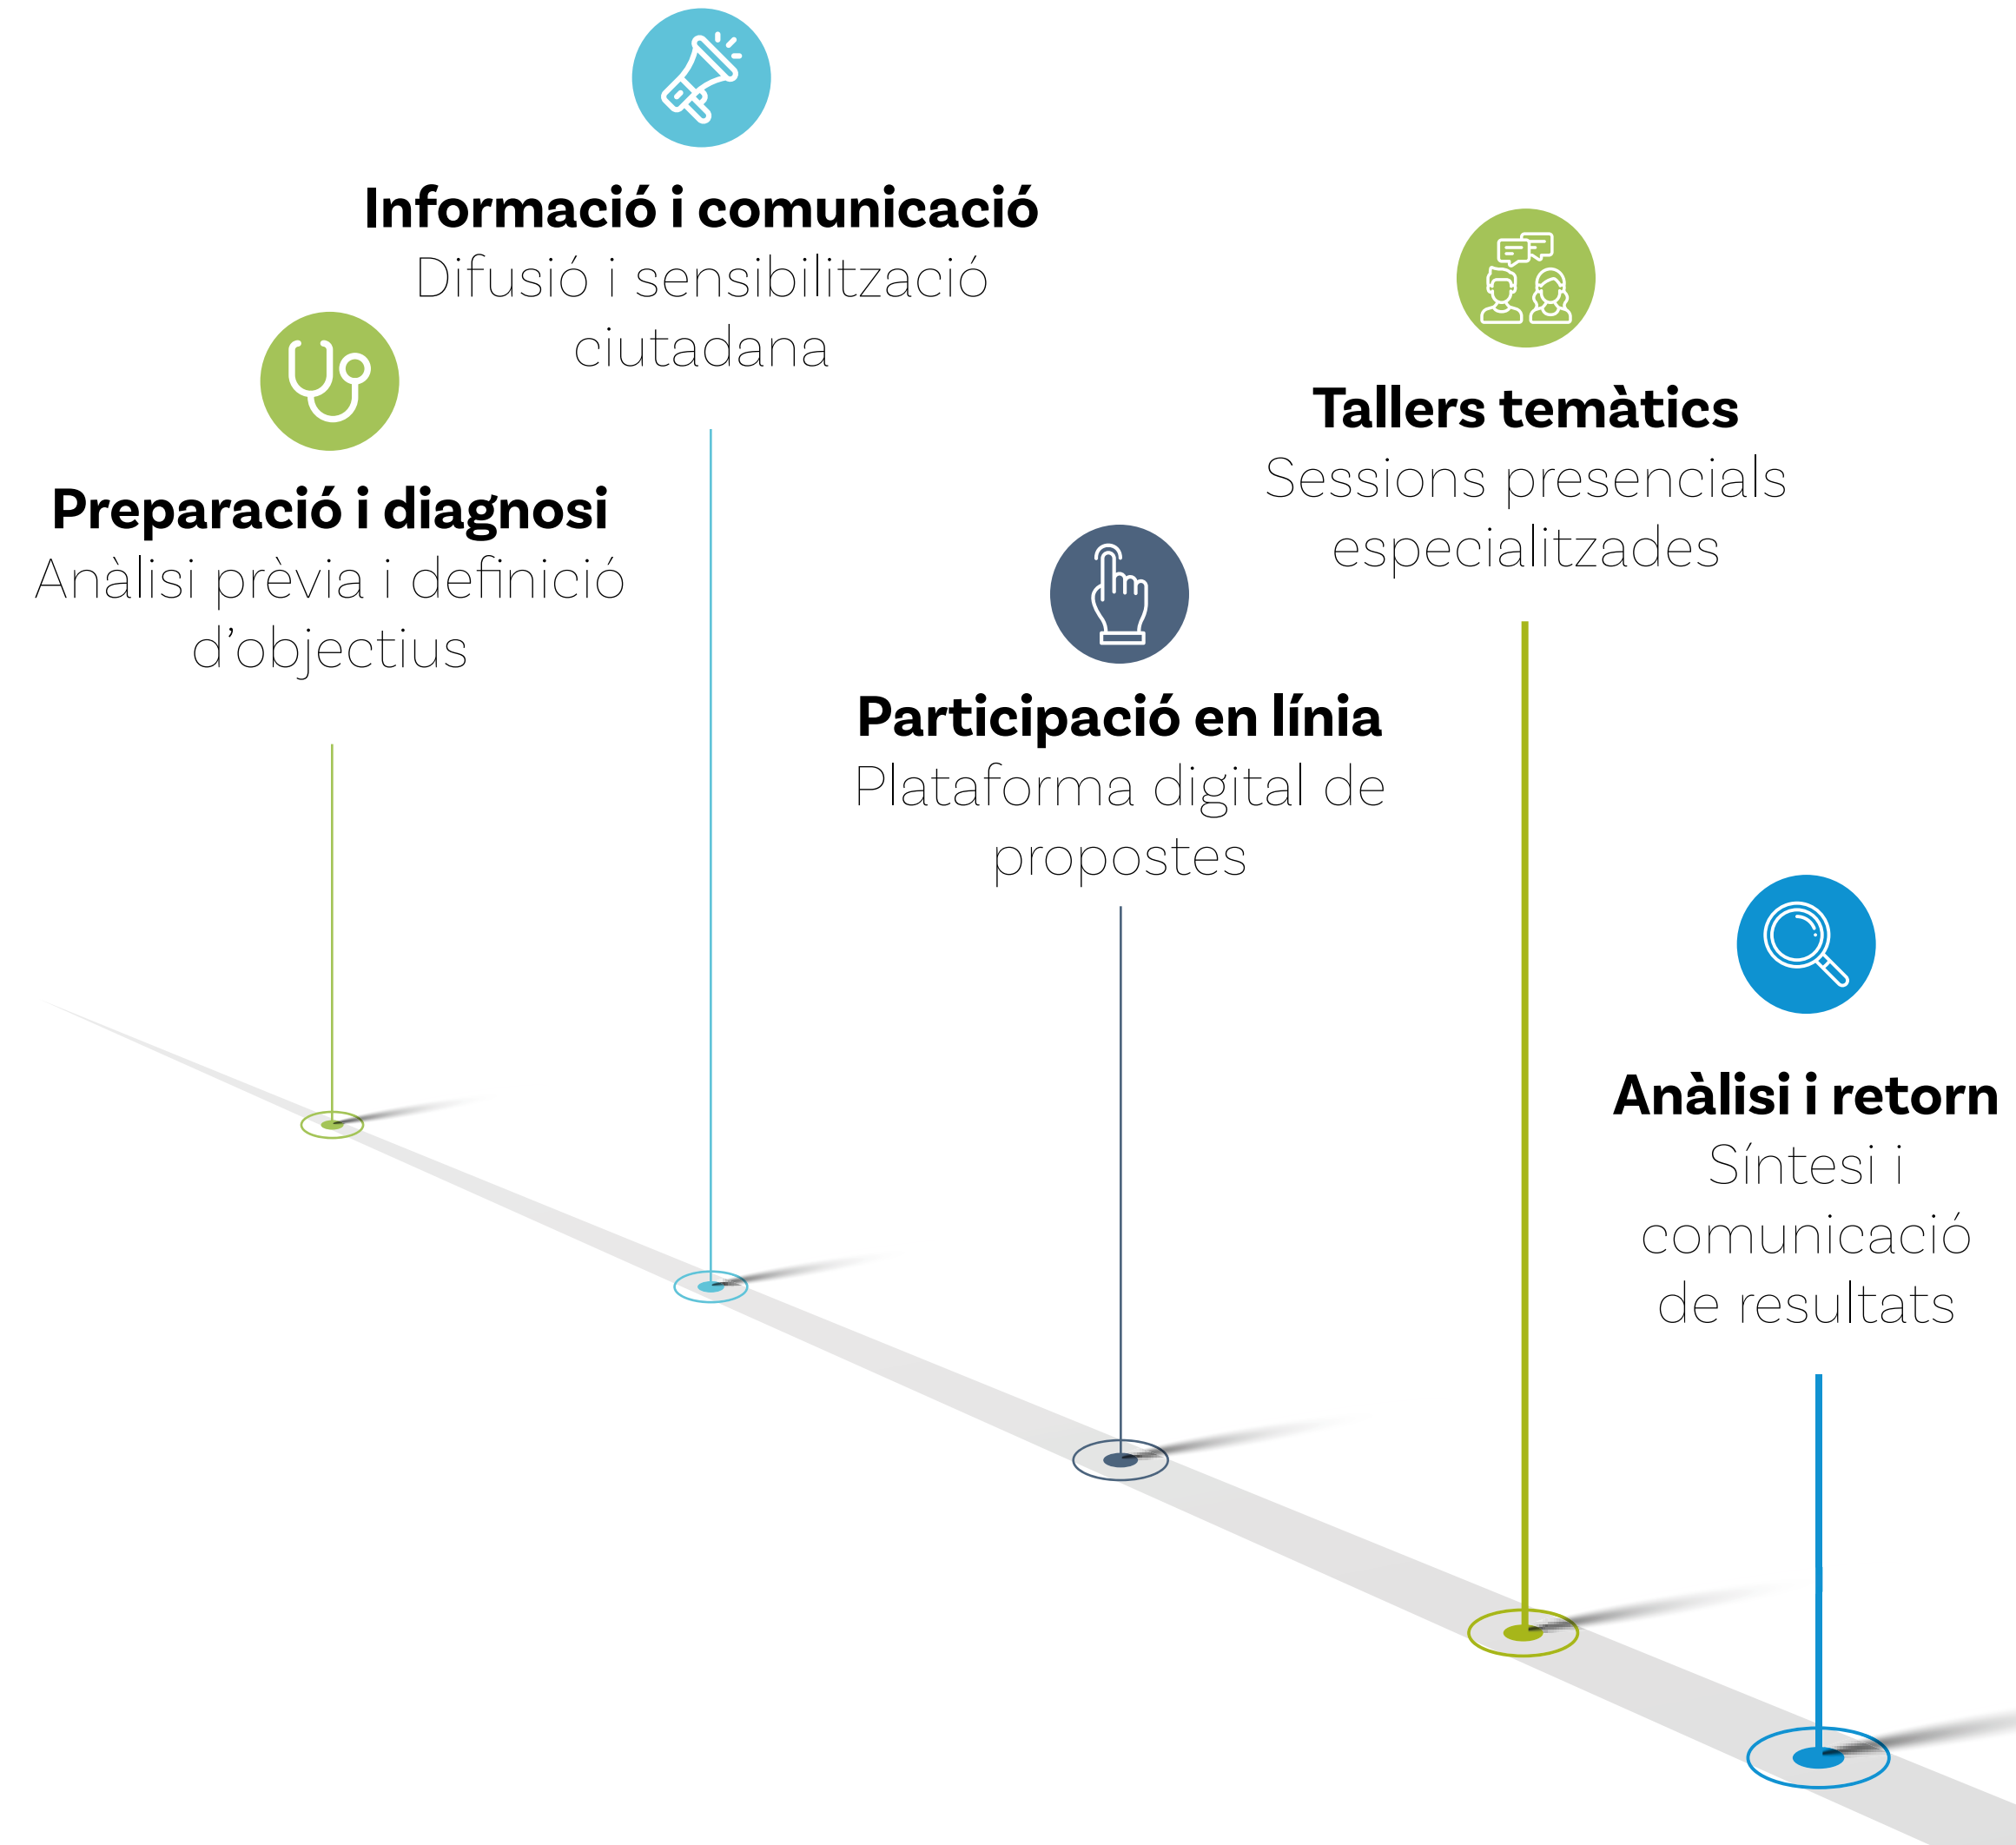 Preparació i diagnosi
Anàlisi prèvia i definició
d’objectius
Informació i comunicació
Difusió i sensibilització
ciutadana
Participació en línia
Plataforma digital de
propostes
Tallers temàtics
Sessions presencials
especialitzades
Anàlisi i retorn
Síntesi i
comunicació
de resultats